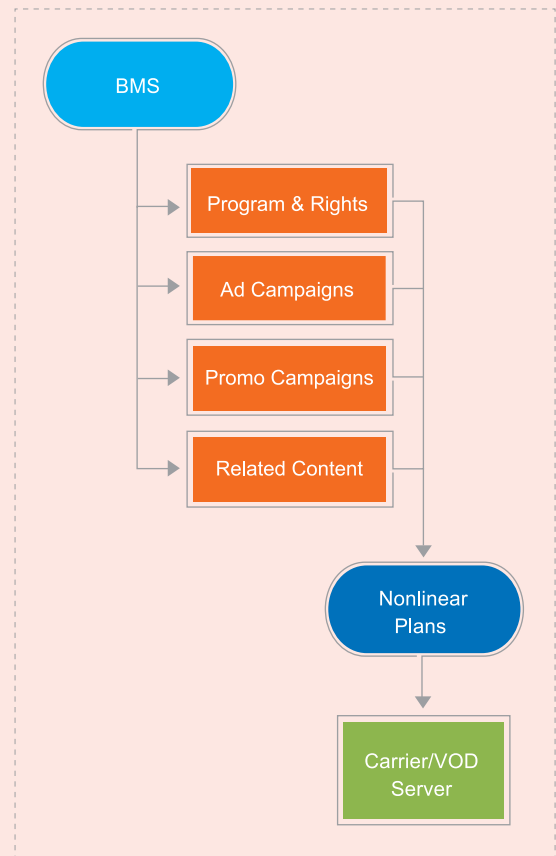 BMS
Program & Rights
Ad Campaigns
Promo Campaigns
Related Content
Nonlinear
Plans
Carrier/VOD
Server